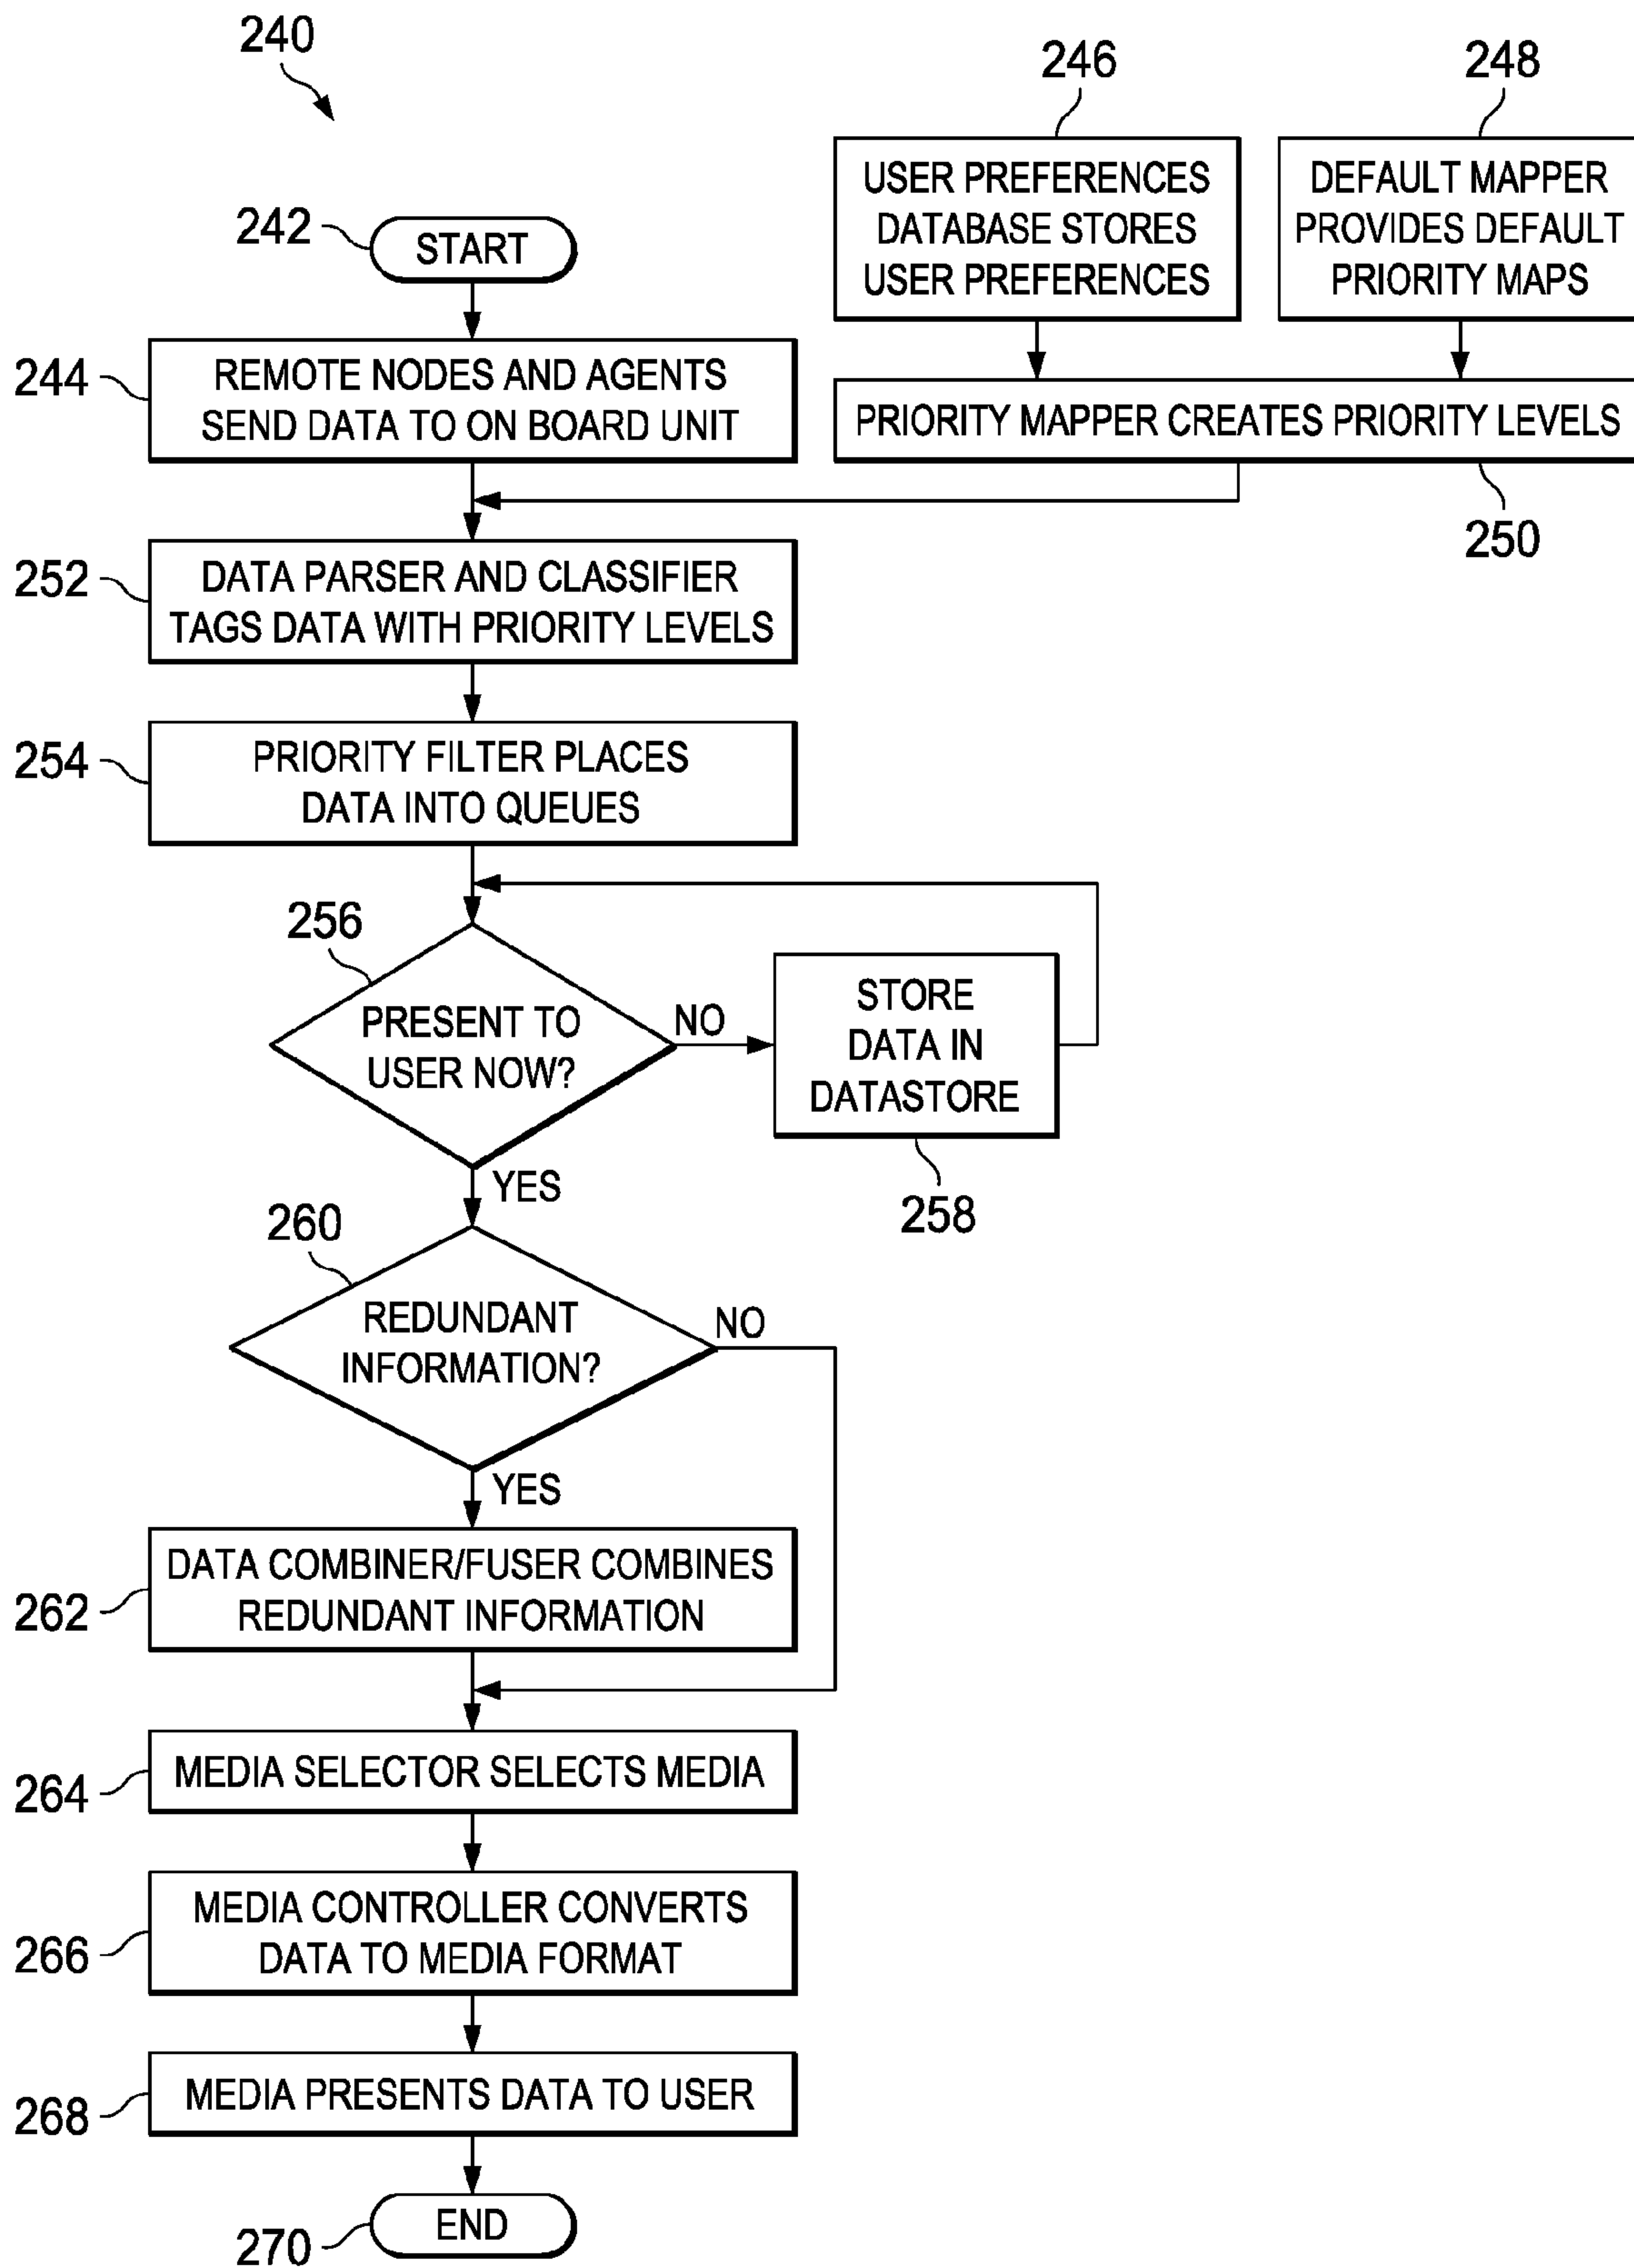 240
246
248
USER PREFERENCES
DATABASE STORES
USER PREFERENCES
DEFAULT MAPPER
PROVIDES DEFAULT
PRIORITY MAPS
242
START
244
REMOTE NODES AND AGENTS
SEND DATA TO ON BOARD UNIT
PRIORITY MAPPER CREATES PRIORITY LEVELS
250
252
DATA PARSER AND CLASSIFIER
TAGS DATA WITH PRIORITY LEVELS
254
PRIORITY FILTER PLACES
DATA INTO QUEUES
256
PRESENT TO
USER NOW?
NO
STORE
DATA IN
DATASTORE
258
YES
260
REDUNDANT
INFORMATION?
NO
YES
262
DATA COMBINER/FUSER COMBINES
REDUNDANT INFORMATION
264
MEDIA SELECTOR SELECTS MEDIA
266
MEDIA CONTROLLER CONVERTS
DATA TO MEDIA FORMAT
268
MEDIA PRESENTS DATA TO USER
270
END